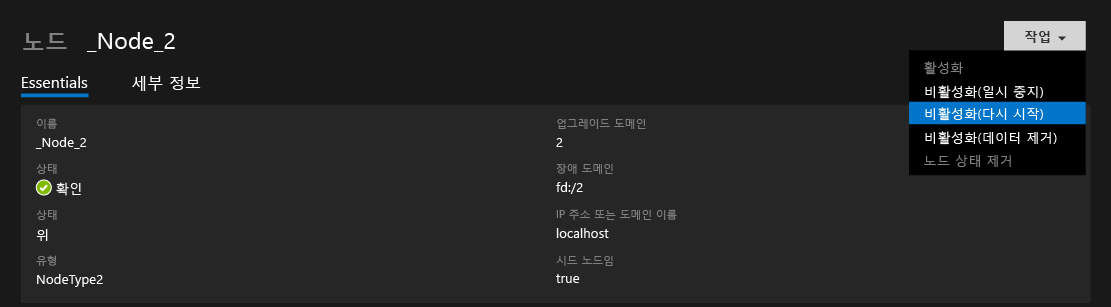 노드 _Node_2
작업
Essentials 세부 정보
활성화
비활성화(일시 중지)
비활성화(다시 시작)
비활성화(데이터 제거)
노드 상태 제거
이름
_Node_2
상태
확인
상태
위
유형
NodeType2
업그레이드 도메인
2
장애 도메인
fd:/2
IP 주소 또는 도메인 이름
localhost
시드 노드임
true